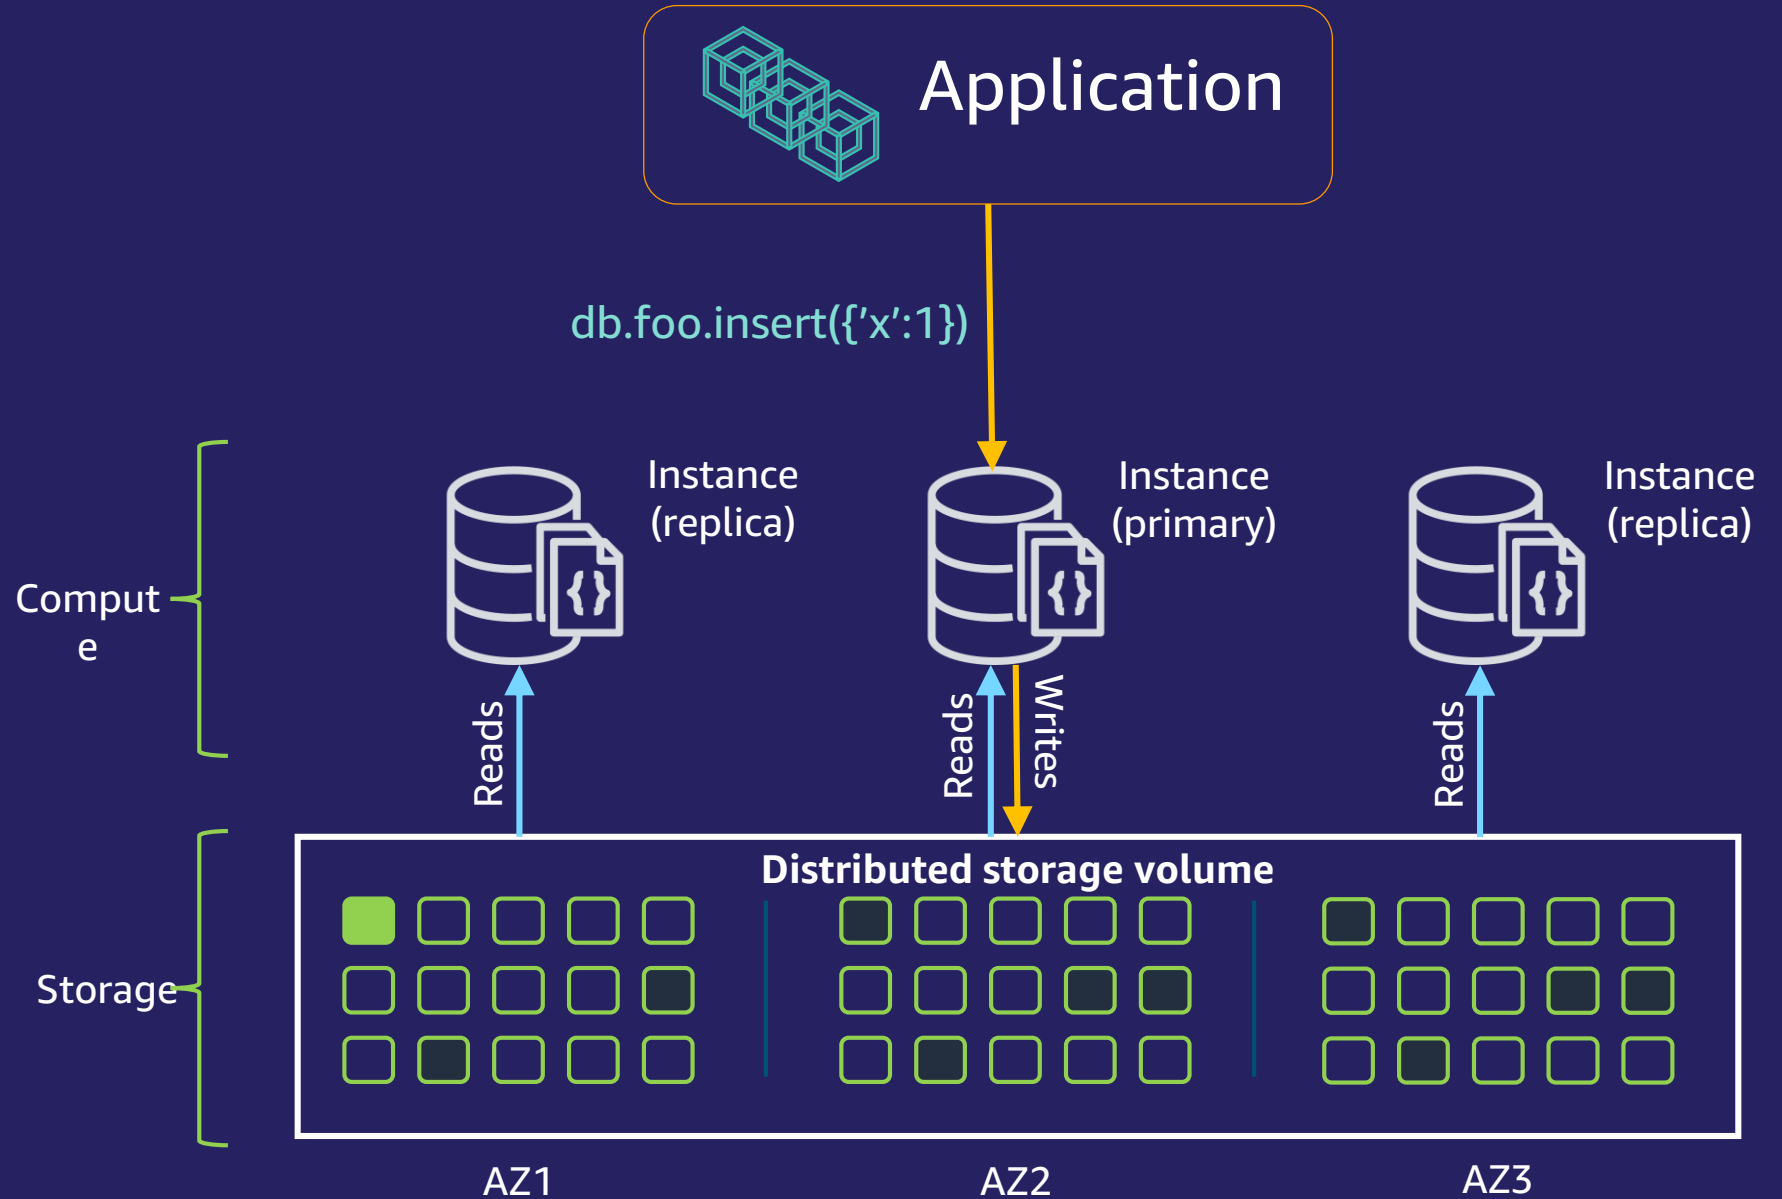 Application
db.foo.insert({’x’:1})
Instance
(replica)
Instance
(primary)
Instance
(replica)
Comput
e
{}
{}
{}
Reads
Reads
Writes
Reads
Distributed storage volume
Storage
AZ1
AZ2
AZ3